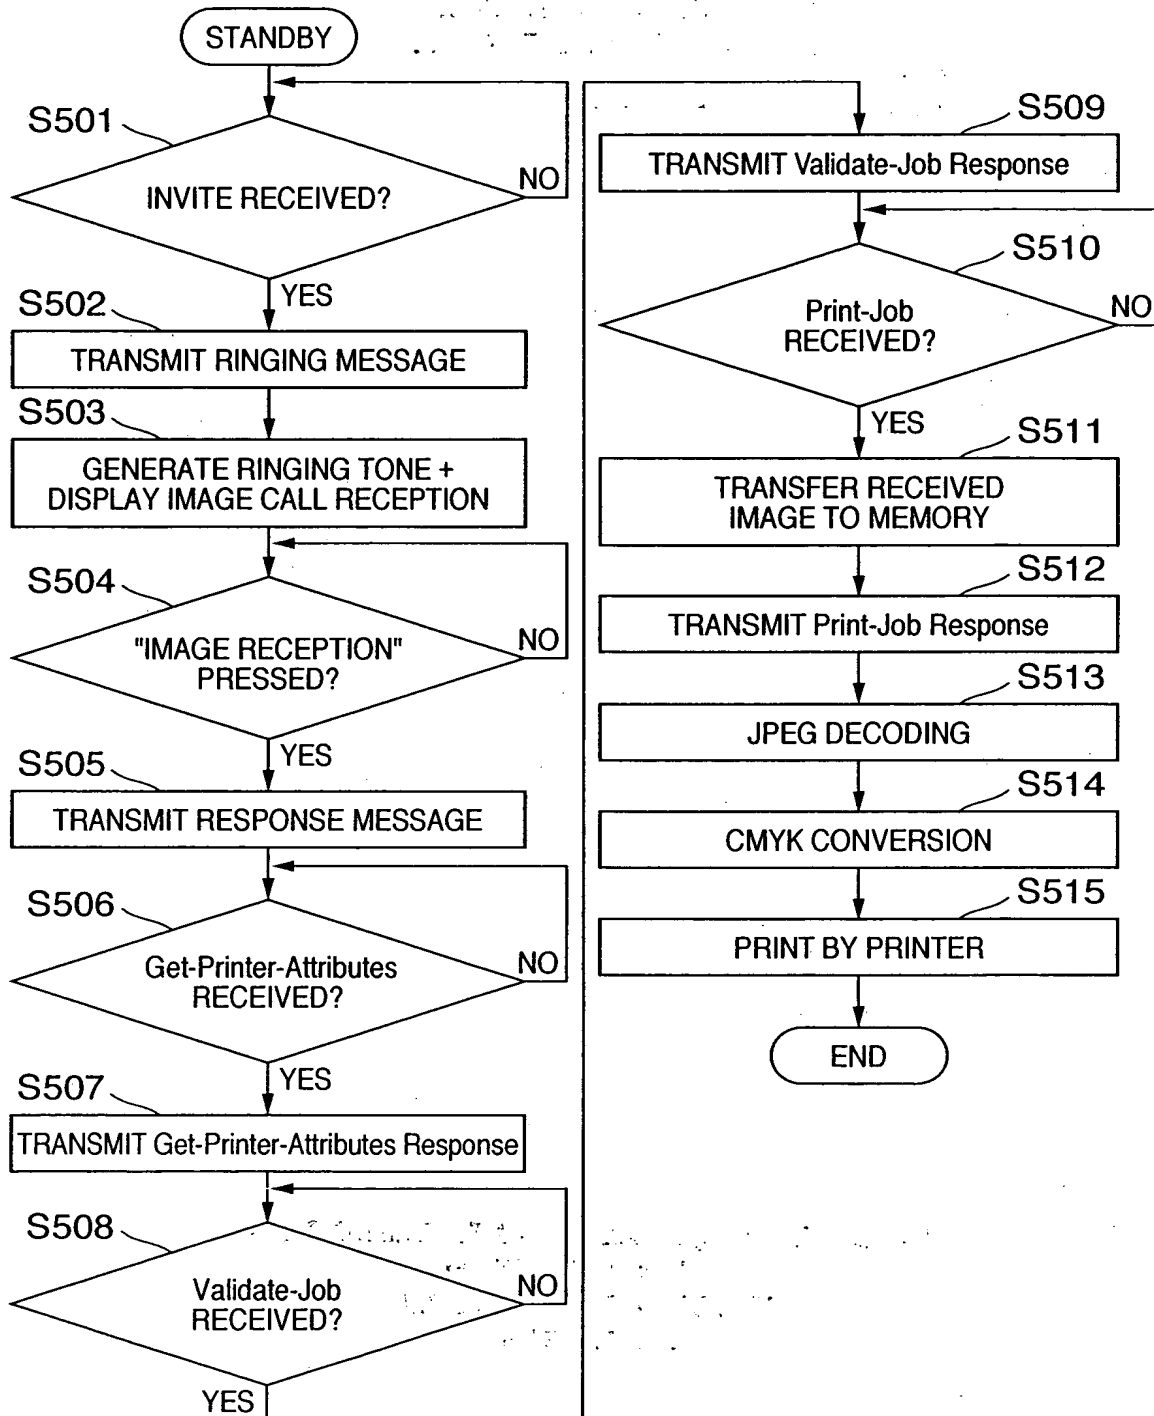 STANDBY
S501
INVITE RECEIVED?
NO
YES
S502
TRANSMIT RINGING MESSAGE
S503
GENERATE RINGING TONE +
DISPLAY IMAGE CALL RECEPTION
S504
"IMAGE RECEPTION"
PRESSED?
NO
YES
S505
TRANSMIT RESPONSE MESSAGE
S506
Get-Printer-Attributes
RECEIVED?
NO
YES
S507
TRANSMIT Get-Printer-Attributes Response
S508
Validate-Job
RECEIVED?
NO
YES
S509
TRANSMIT Validate-Job Response
S510
Print-Job
RECEIVED?
NO
YES
S511
TRANSFER RECEIVED
IMAGE TO MEMORY
S512
TRANSMIT Print-Job Response
S513
JPEG DECODING
S514
CMYK CONVERSION
S515
PRINT BY PRINTER
END